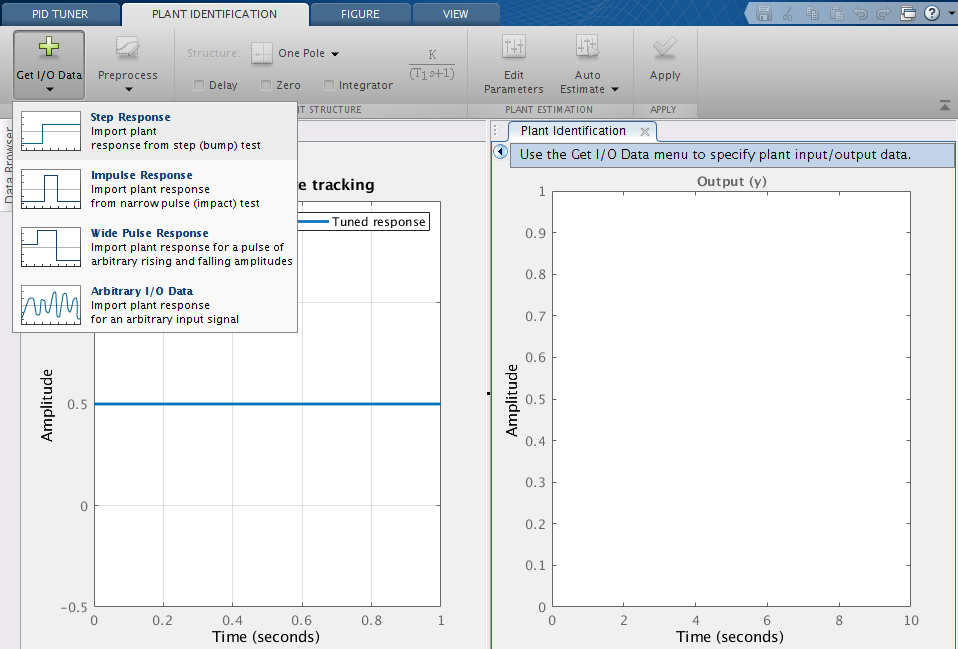 PID TUNER
PLANT IDENTIFICATION
FIGURE
VIEW
Get I/O Data
Preprocess
Structure:
One Pole
Delay
Zero
Integrator
K
(T₁s+1)
Edit
Parameters
Auto
Estimate
Apply
NT STRUCTURE
PLANT ESTIMATION
APPLY
Data Browser
Step Response
Import plant
response from step (bump) test
Impulse Response
Import plant response
from narrow pulse (impact) test
Wide Pulse Response
Import plant response for a pulse of
arbitrary rising and falling amplitudes
Arbitrary I/O Data
Import plant response
for an arbitrary input signal
e tracking
Tuned response
Amplitude
0.5
0
-0.5
0
0.2
0.4
0.6
0.8
1
Time (seconds)
Plant Identification
Use the Get I/O Data menu to specify plant input/output data.
Output (y)
Amplitude
1
0.9
0.8
0.7
0.6
0.5
0.4
0.3
0.2
0.1
0
0
2
4
6
8
10
Time (seconds)